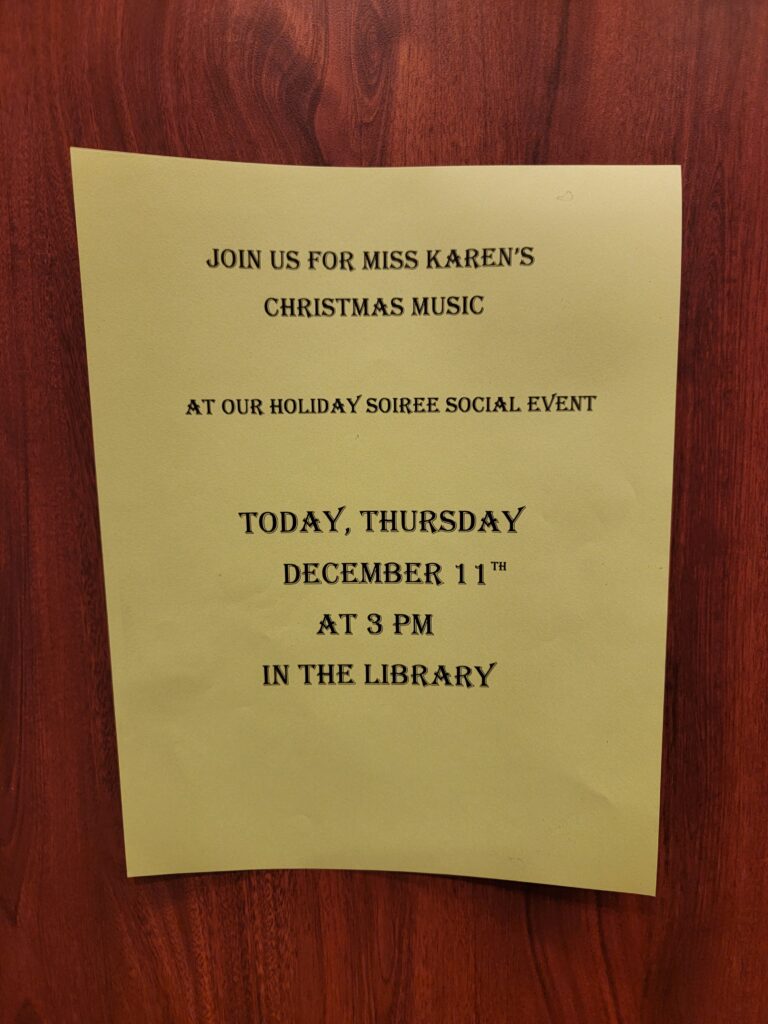 JOIN US FOR MISS KAREN'S
CHRISTMAS MUSIC
AT OUR HOLIDAY SOIREE SOCIAL EVENT
TODAY, THURSDAY
DECEMBER 11TH
AT 3 PM
IN THE LIBRARY